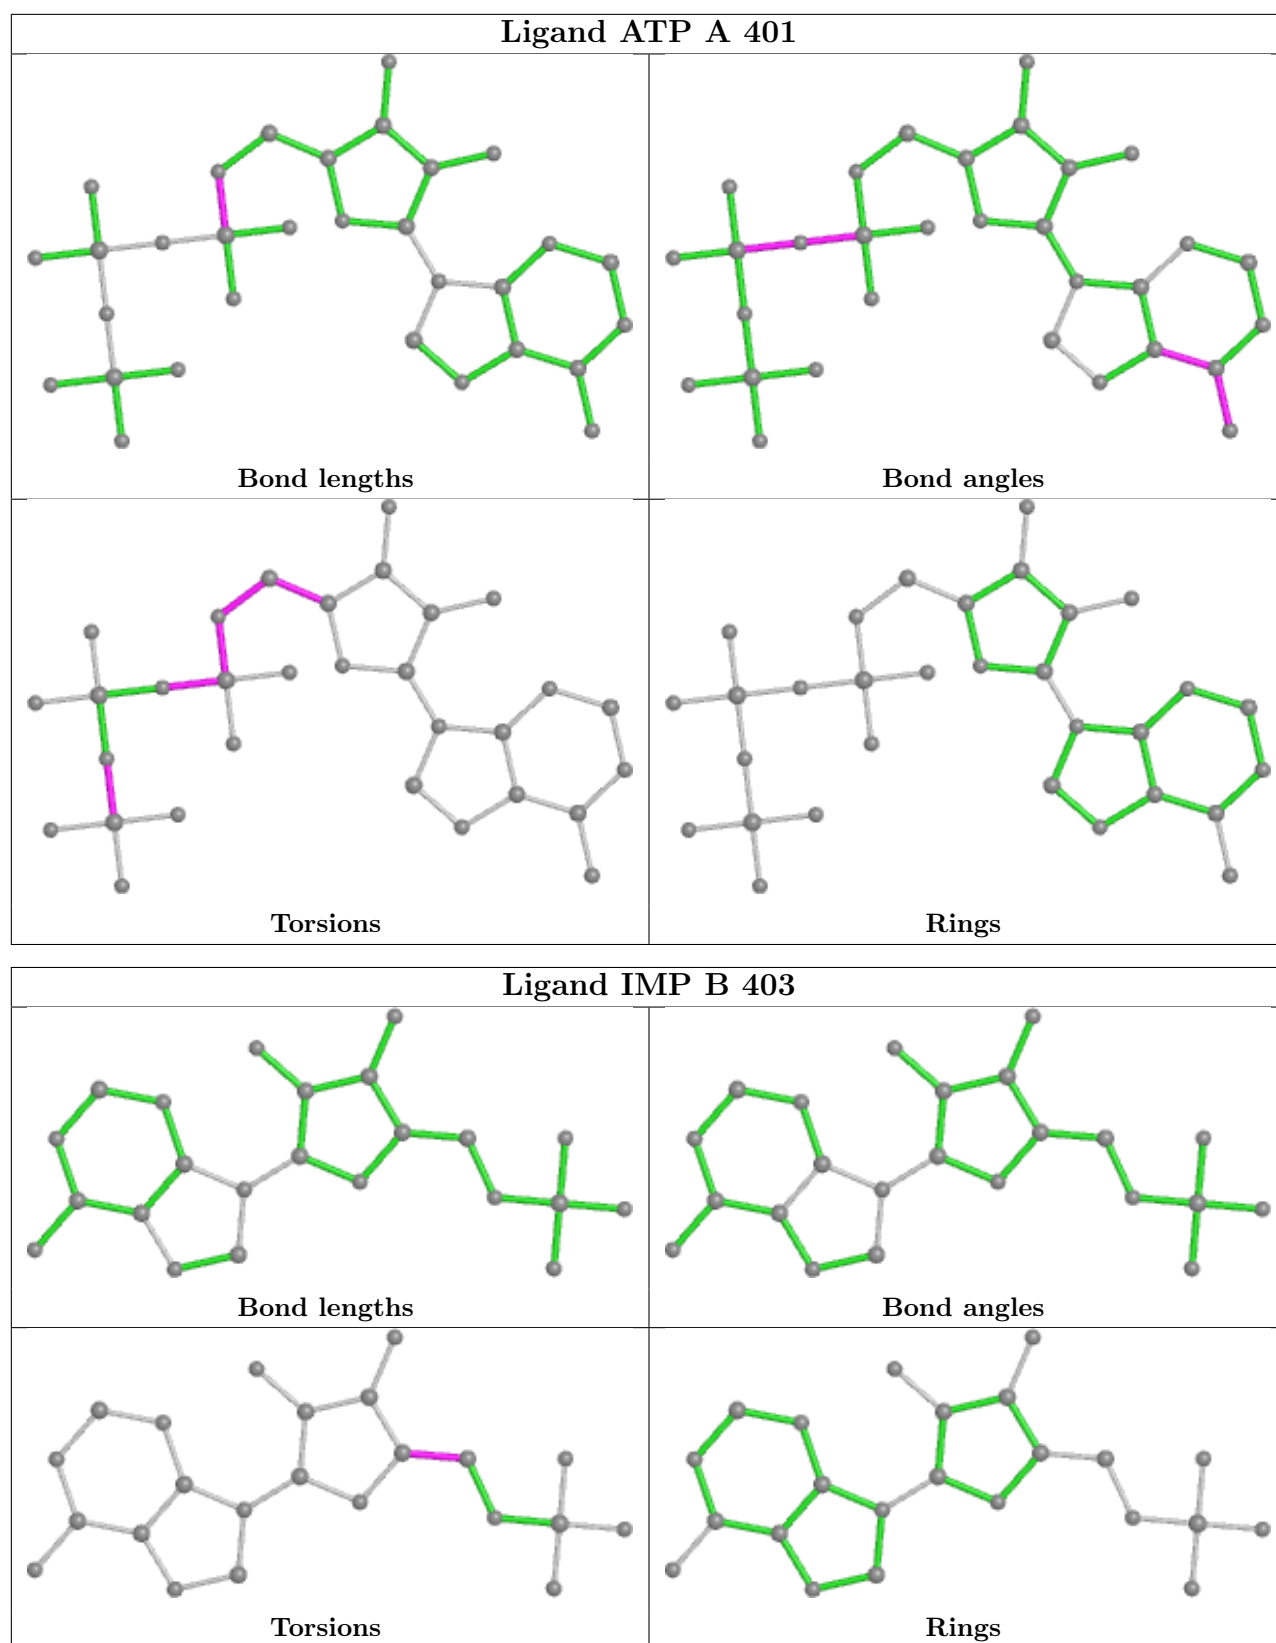 Ligand ATP A 401
Bond lengths
Bond angles
Torsions
Rings
Ligand IMP B 403
Bond lengths
Bond angles
Torsions
Rings